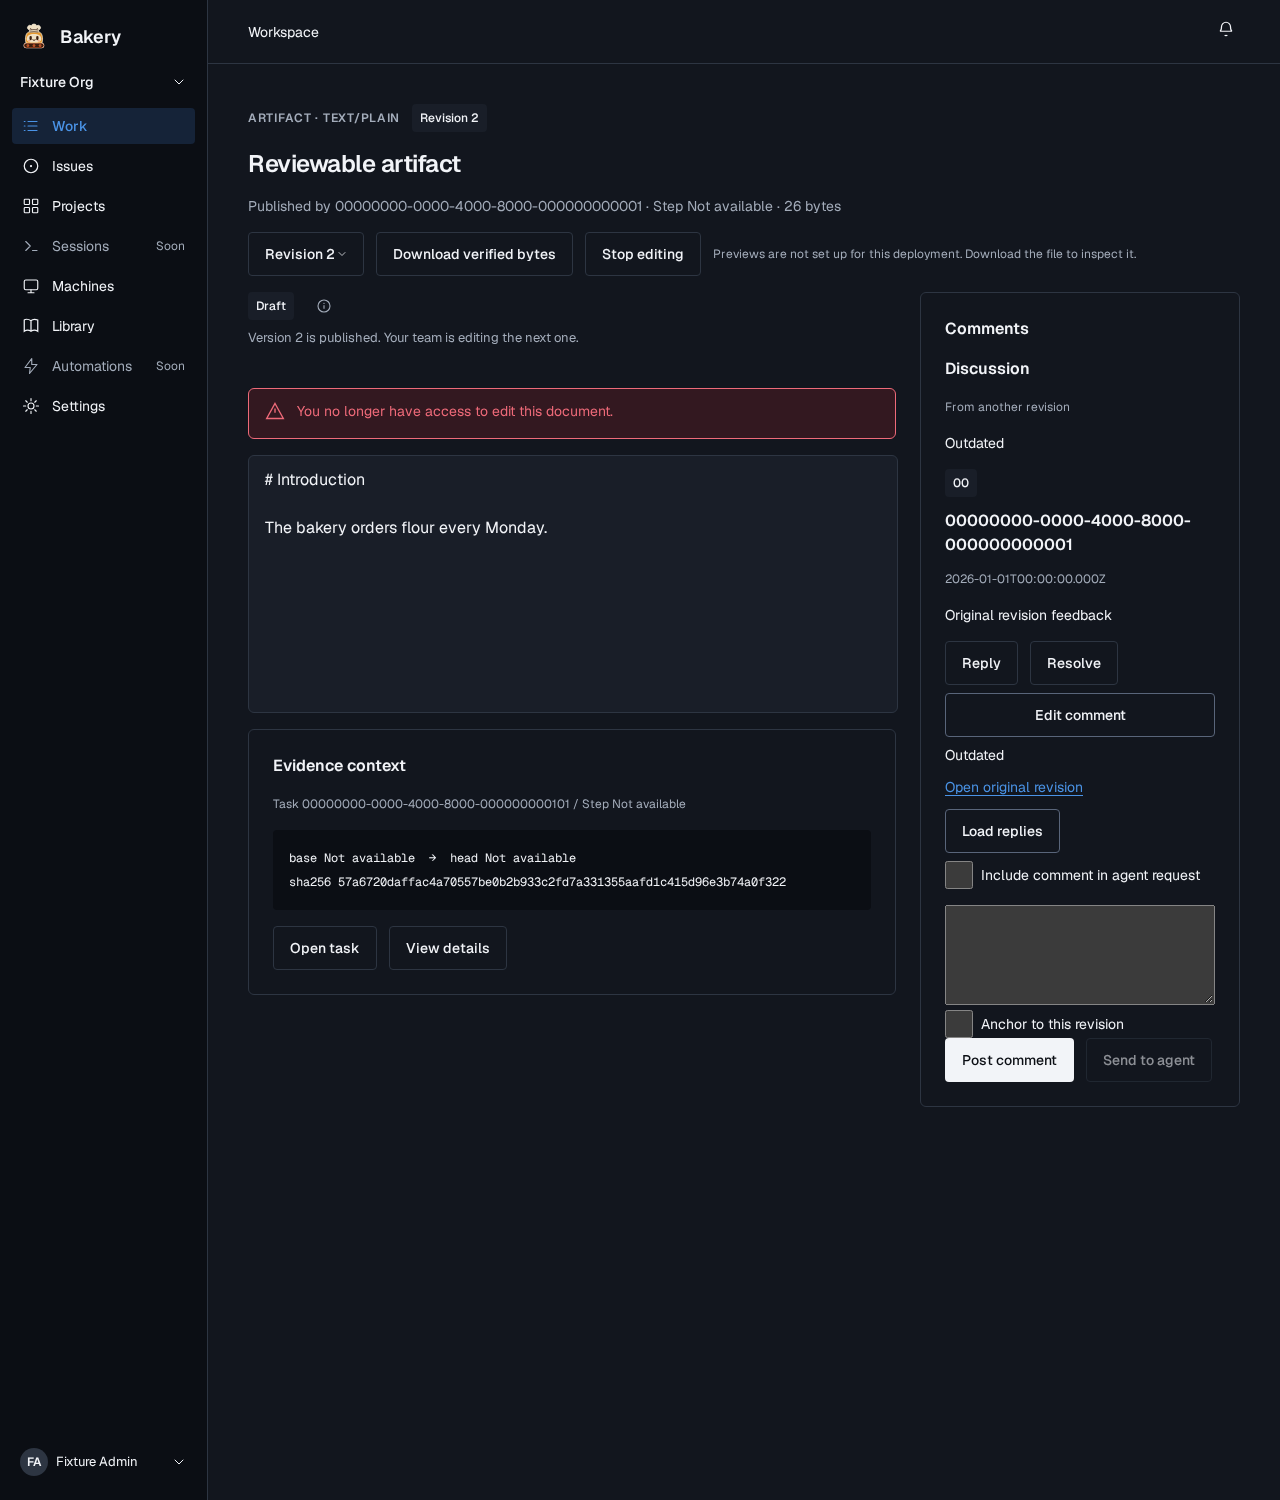 Bakery
Fixture Org
Work
Issues
Projects
Sessions Soon
Machines
Library
Automations Soon
Settings
FA Fixture Admin
Workspace
ARTIFACT · TEXT/PLAIN Revision 2
Reviewable artifact
Published by 00000000-0000-4000-8000-000000000001 · Step Not available · 26 bytes
Revision 2 Download verified bytes Stop editing Previews are not set up for this deployment. Download the file to inspect it.
Draft
Version 2 is published. Your team is editing the next one.
You no longer have access to edit this document.
# Introduction
The bakery orders flour every Monday.
Evidence context
Task 00000000-0000-4000-8000-000000000101 / Step Not available
base Not available → head Not available
sha256 57a6720daffac4a70557be0b2b933c2fd7a331355aafd1c415d96e3b74a0f322
Open task View details
Comments
Discussion
From another revision
Outdated
00
00000000-0000-4000-8000-
000000000001
2026-01-01T00:00:00.000Z
Original revision feedback
Reply Resolve
Edit comment
Outdated
Open original revision
Load replies
Include comment in agent request
Anchor to this revision
Post comment Send to agent